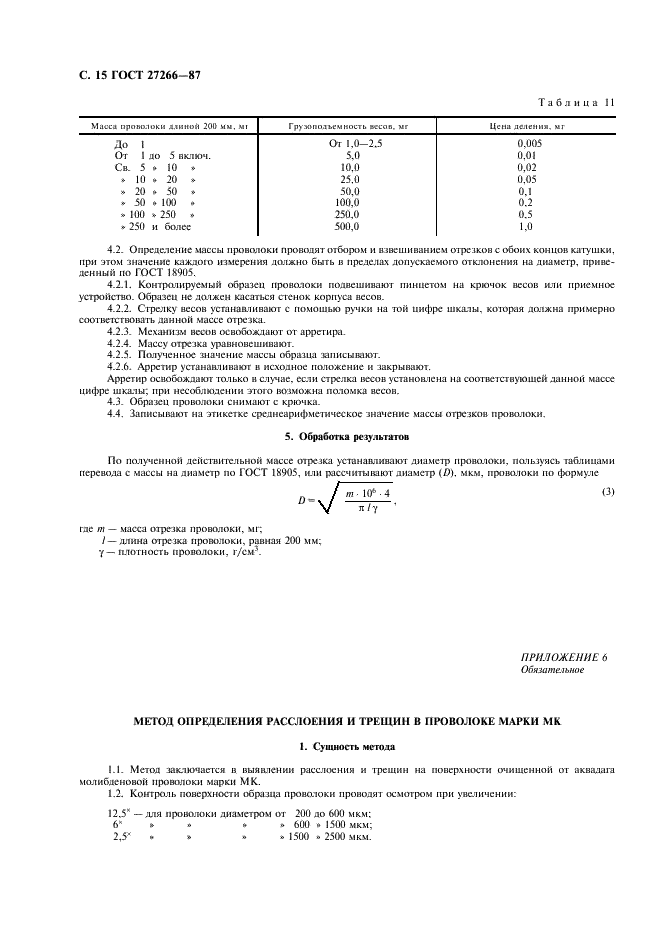 С. 15 ГОСТ 27266—87
Таблица 11
Масса проволоки длиной 200 мм, мг Грузоподъемность весов, мг Цена деления, мг
До 1 От 1,0—2,5 0,005
От 1 до 5 включ. 5,0 0,01
Св. 5 » 10 » 10,0 0,02
» 10 » 20 » 25,0 0,05
» 20 » 50 » 50,0 0,1
» 50 » 100 » 100,0 0,2
» 100 » 250 » 250,0 0,5
» 250 и более 500,0 1,0
4.2. Определение массы проволоки проводят отбором и взвешиванием отрезков с обоих концов катушки,
при этом значение каждого измерения должно быть в пределах допускаемого отклонения на диаметр, приве-
денный по ГОСТ 18905.
4.2.1. Контролируемый образец проволоки подвешивают пинцетом на крючок весов или приемное
устройство. Образец не должен касаться стенок корпуса весов.
4.2.2. Стрелку весов устанавливают с помощью ручки на той цифре шкалы, которая должна примерно
соответствовать данной массе отрезка.
4.2.3. Механизм весов освобождают от арретира.
4.2.4. Массу отрезка уравновешивают.
4.2.5. Полученное значение массы образца записывают.
4.2.6. Арретир устанавливают в исходное положение и закрывают.
Арретир освобождают только в случае, если стрелка весов установлена на соответствующей данной массе
цифре шкалы; при несоблюдении этого возможна поломка весов.
4.3. Образец проволоки снимают с крючка.
4.4. Записывают на этикетке среднеарифметическое значение массы отрезков проволоки.
5. Обработка результатов
По полученной действительной массе отрезка устанавливают диаметр проволоки, пользуясь таблицами
перевода с массы на диаметр по ГОСТ 18905, или рассчитывают диаметр (D), мкм, проволоки по формуле
D = √(m · 10⁶ · 4 / π l γ), (3)
где m — масса отрезка проволоки, мг;
l — длина отрезка проволоки, равная 200 мм;
γ — плотность проволоки, г/см³.
ПРИЛОЖЕНИЕ 6
Обязательное
МЕТОД ОПРЕДЕЛЕНИЯ РАССЛОЕНИЯ И ТРЕЩИН В ПРОВОЛОКЕ МАРКИ МК
1. Сущность метода
1.1. Метод заключается в выявлении расслоения и трещин на поверхности очищенной от аквадага
молибденовой проволоки марки МК.
1.2. Контроль поверхности образца проволоки проводят осмотром при увеличении:
12,5ˣ — для проволоки диаметром от 200 до 600 мкм;
6ˣ » » » » 600 » 1500 мкм;
2,5ˣ » » » » 1500 » 2500 мкм.